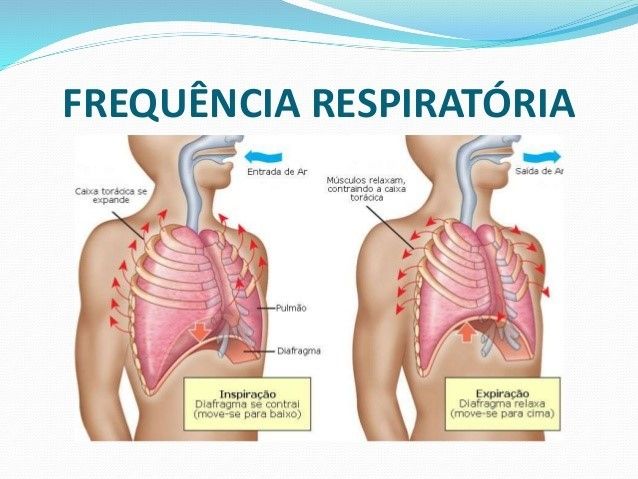 FREQUÊNCIA RESPIRATÓRIA
Entrada de Ar
Caixa torácica se
expande
Pulmão
Diafragma
Inspiração
Diafragma se contrai
(move-se para baixo)
Saída de Ar
Músculos relaxam,
contraindo a caixa
torácica
Expiração
Diafragma relaxa
(move-se para cima)